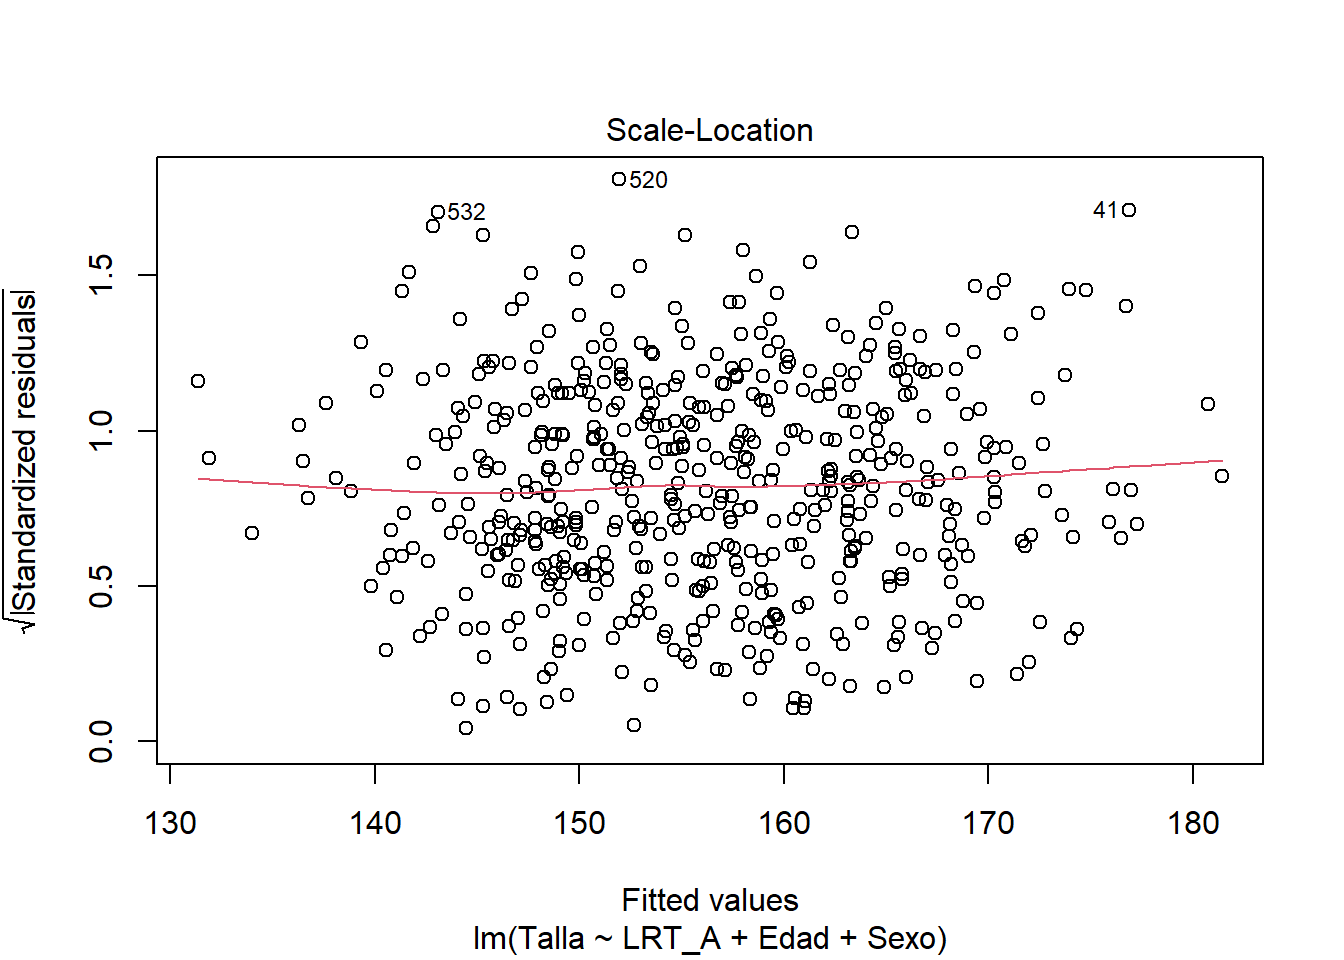 Scale-Location
520
532
41
√|Standardized residuals|
1.5
1.0
0.5
0.0
130 140 150 160 170 180
Fitted values
lm(Talla ~ LRT_A + Edad + Sexo)